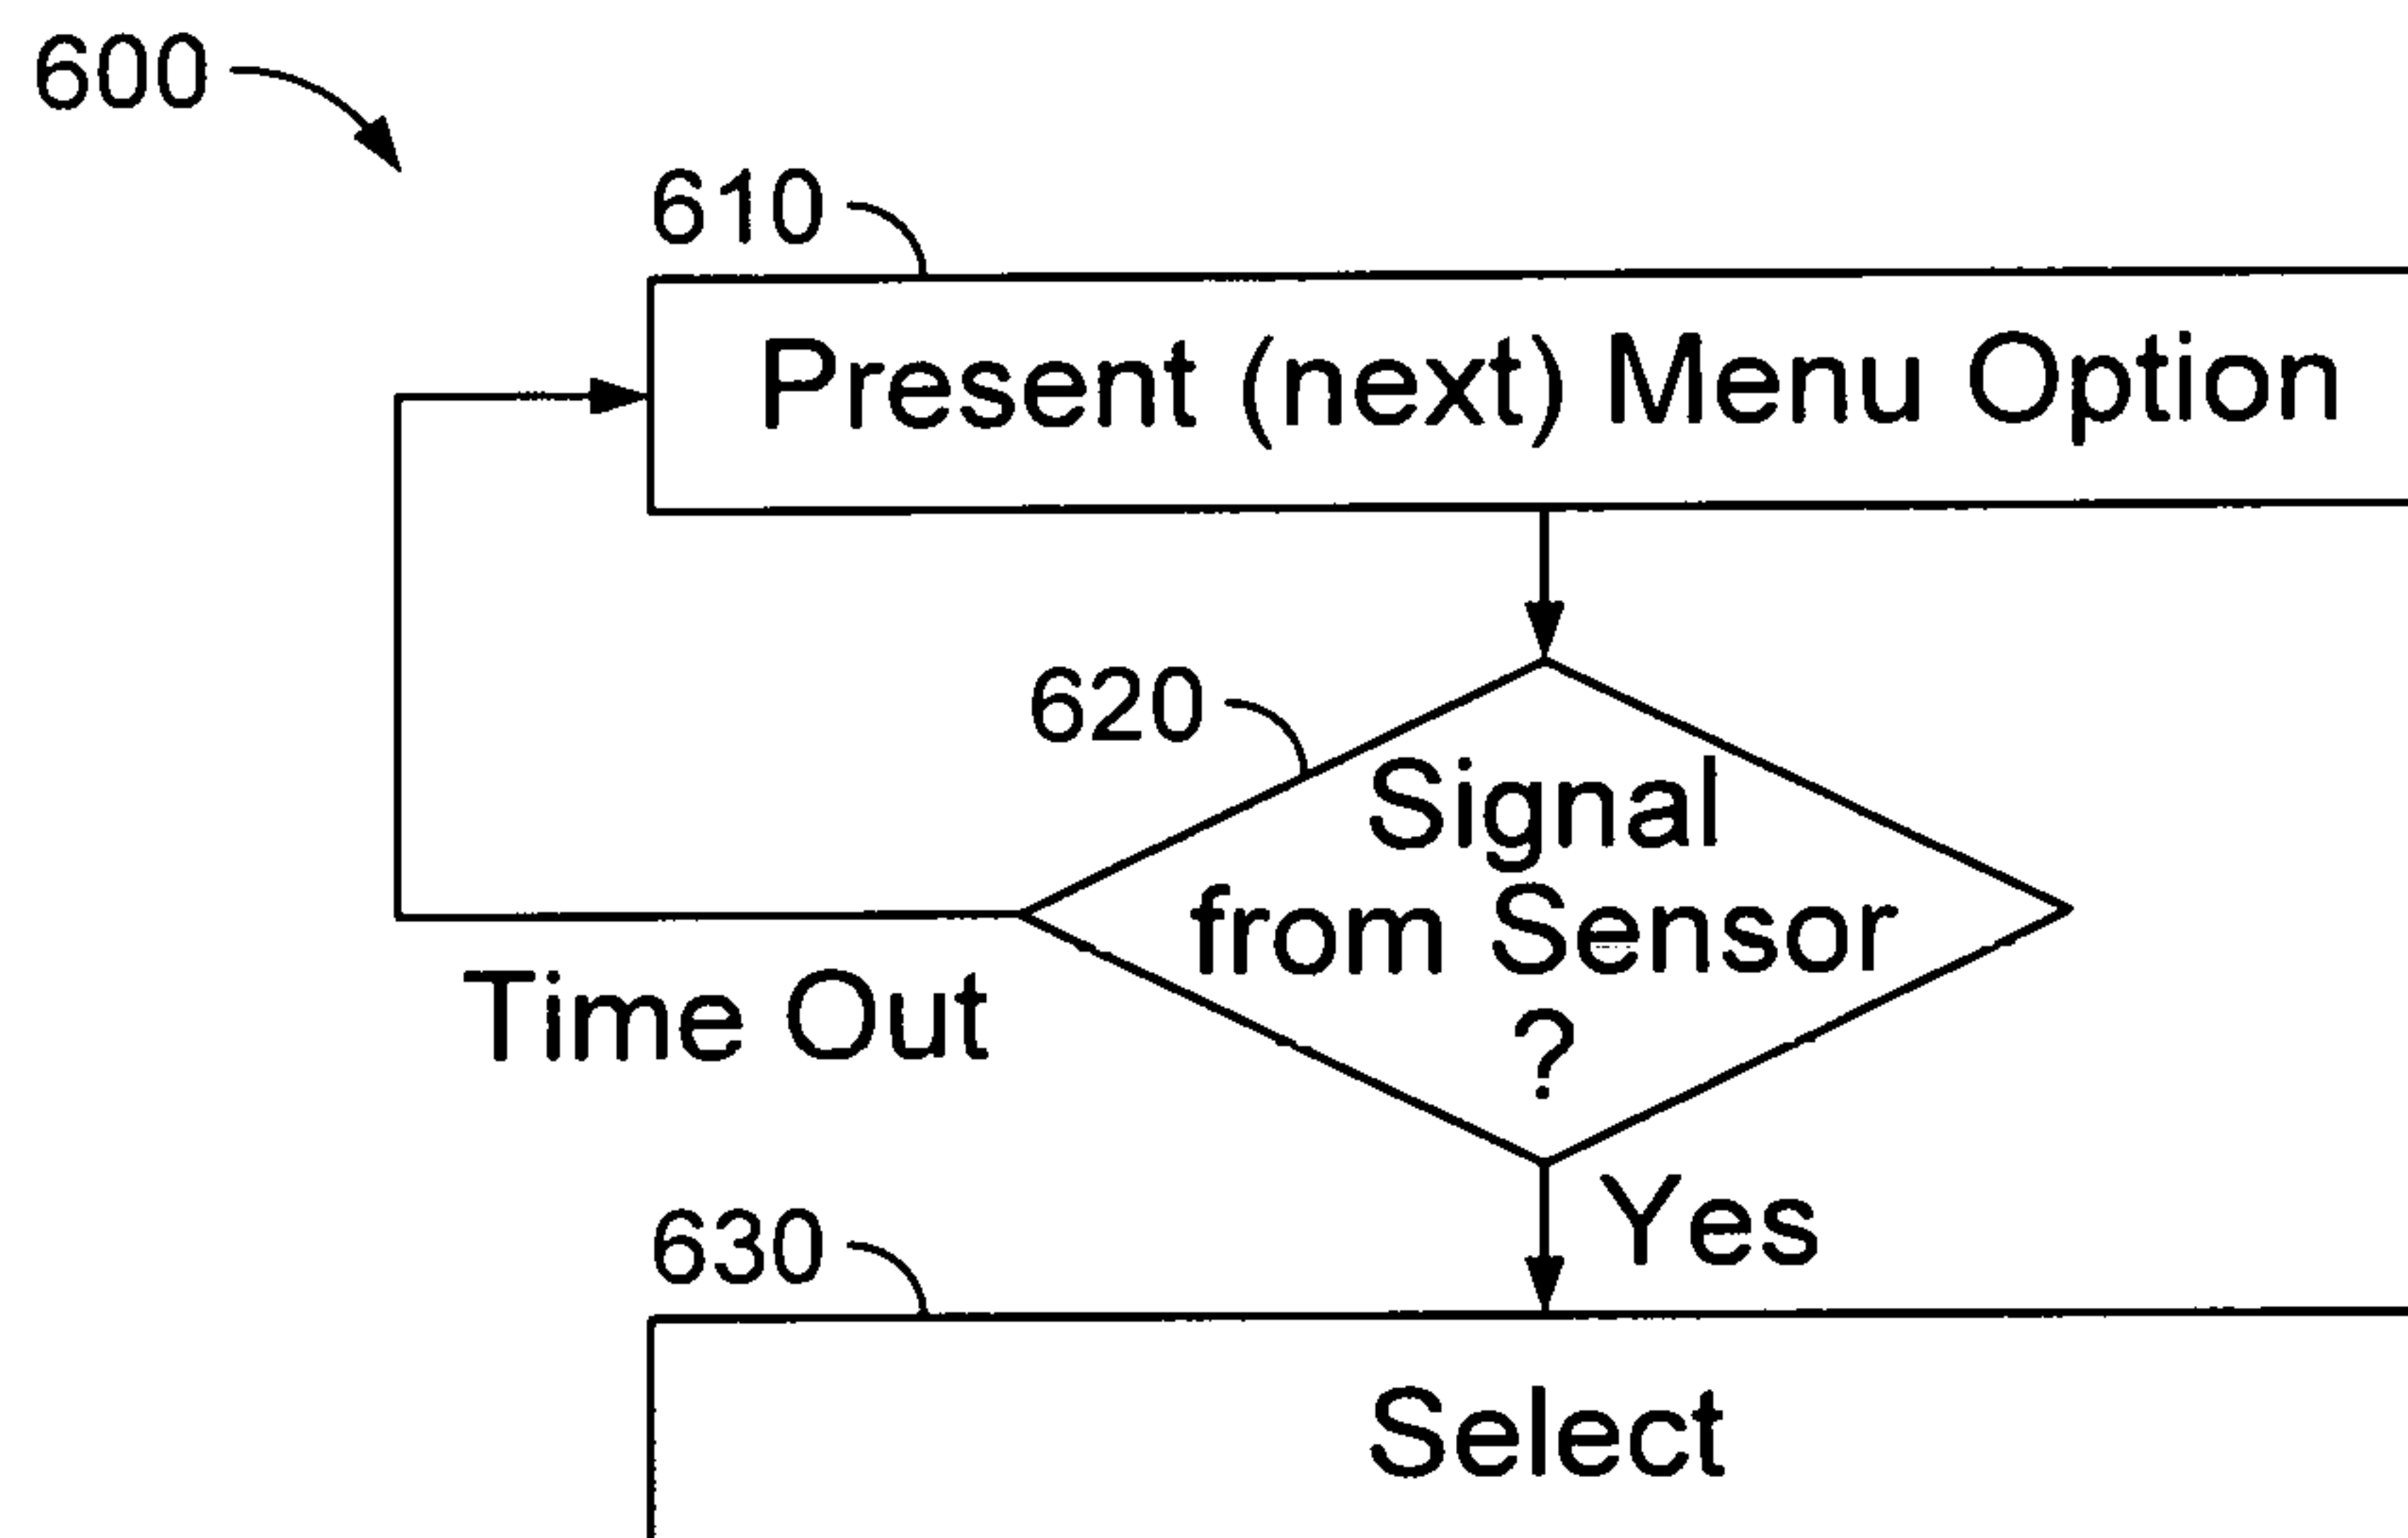 600
610
Present (next) Menu Option
620
Signal
from Sensor
?
Time Out
Yes
630
Select